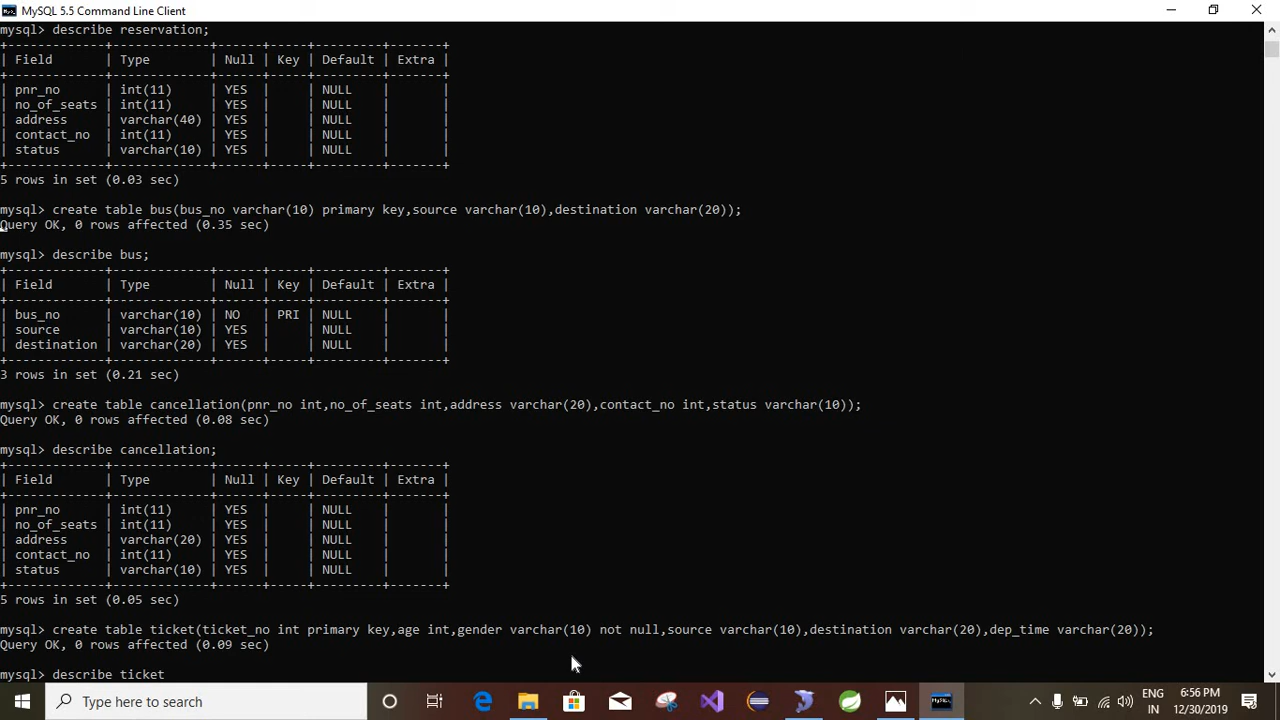 MySQL 5.5 Command Line Client
mysql> describe reservation;
+-------------+-------------+------+-----+---------+-------+
| Field       | Type        | Null | Key | Default | Extra |
+-------------+-------------+------+-----+---------+-------+
| pnr_no      | int(11)     | YES  |     | NULL    |       |
| no_of_seats | int(11)     | YES  |     | NULL    |       |
| address     | varchar(40) | YES  |     | NULL    |       |
| contact_no  | int(11)     | YES  |     | NULL    |       |
| status      | varchar(10) | YES  |     | NULL    |       |
+-------------+-------------+------+-----+---------+-------+
5 rows in set (0.03 sec)
mysql> create table bus(bus_no varchar(10) primary key,source varchar(10),destination varchar(20));
Query OK, 0 rows affected (0.35 sec)
mysql> describe bus;
+-------------+-------------+------+-----+---------+-------+
| Field       | Type        | Null | Key | Default | Extra |
+-------------+-------------+------+-----+---------+-------+
| bus_no      | varchar(10) | NO   | PRI | NULL    |       |
| source      | varchar(10) | YES  |     | NULL    |       |
| destination | varchar(20) | YES  |     | NULL    |       |
+-------------+-------------+------+-----+---------+-------+
3 rows in set (0.21 sec)
mysql> create table cancellation(pnr_no int,no_of_seats int,address varchar(20),contact_no int,status varchar(10));
Query OK, 0 rows affected (0.08 sec)
mysql> describe cancellation;
+-------------+-------------+------+-----+---------+-------+
| Field       | Type        | Null | Key | Default | Extra |
+-------------+-------------+------+-----+---------+-------+
| pnr_no      | int(11)     | YES  |     | NULL    |       |
| no_of_seats | int(11)     | YES  |     | NULL    |       |
| address     | varchar(20) | YES  |     | NULL    |       |
| contact_no  | int(11)     | YES  |     | NULL    |       |
| status      | varchar(10) | YES  |     | NULL    |       |
+-------------+-------------+------+-----+---------+-------+
5 rows in set (0.05 sec)
mysql> create table ticket(ticket_no int primary key,age int,gender varchar(10) not null,source varchar(10),destination varchar(20),dep_time varchar(20));
Query OK, 0 rows affected (0.09 sec)
mysql> describe ticket
Type here to search
ENG
IN
6:56 PM
12/30/2019